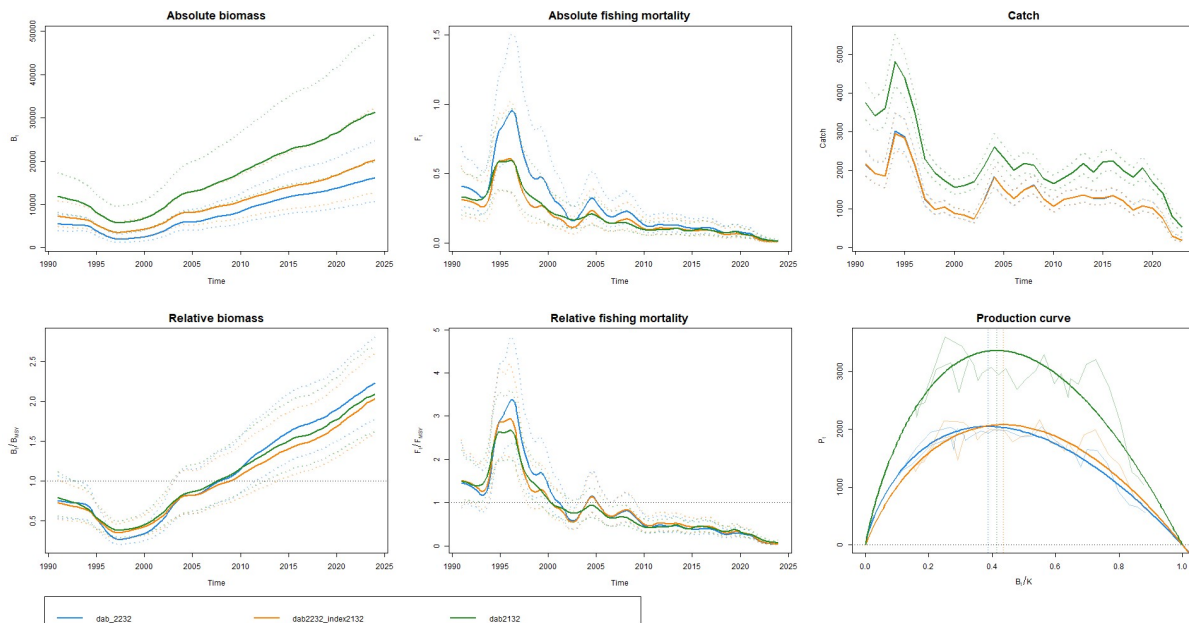 Absolute biomass
Absolute fishing mortality
Catch
0 10000 20000 30000 40000 50000
Bₜ
1990 1995 2000 2005 2010 2015 2020 2025
Time
0.0 0.5 1.0 1.5
Fₜ
1990 1995 2000 2005 2010 2015 2020 2025
Time
0 1000 2000 3000 4000 5000
Catch
1990 1995 2000 2005 2010 2015 2020
Time
Relative biomass
Relative fishing mortality
Production curve
0.5 1.0 1.5 2.0 2.5
Bₜ/B_MSY
1990 1995 2000 2005 2010 2015 2020 2025
Time
0 1 2 3 4 5
Fₜ/F_MSY
1990 1995 2000 2005 2010 2015 2020 2025
Time
0 1000 2000 3000
Pₜ
0.0 0.2 0.4 0.6 0.8 1.0
Bₜ/K
dab_2232 dab2232_index2132 dab2132